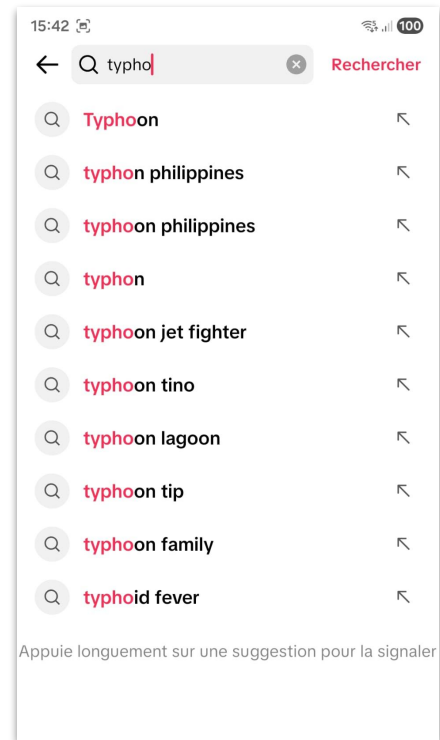 15:42
100
typho
Rechercher
Typhoon
typhon philippines
typhoon philippines
typhon
typhoon jet fighter
typhoon tino
typhoon lagoon
typhoon tip
typhoon family
typhoid fever
Appuie longuement sur une suggestion pour la signaler